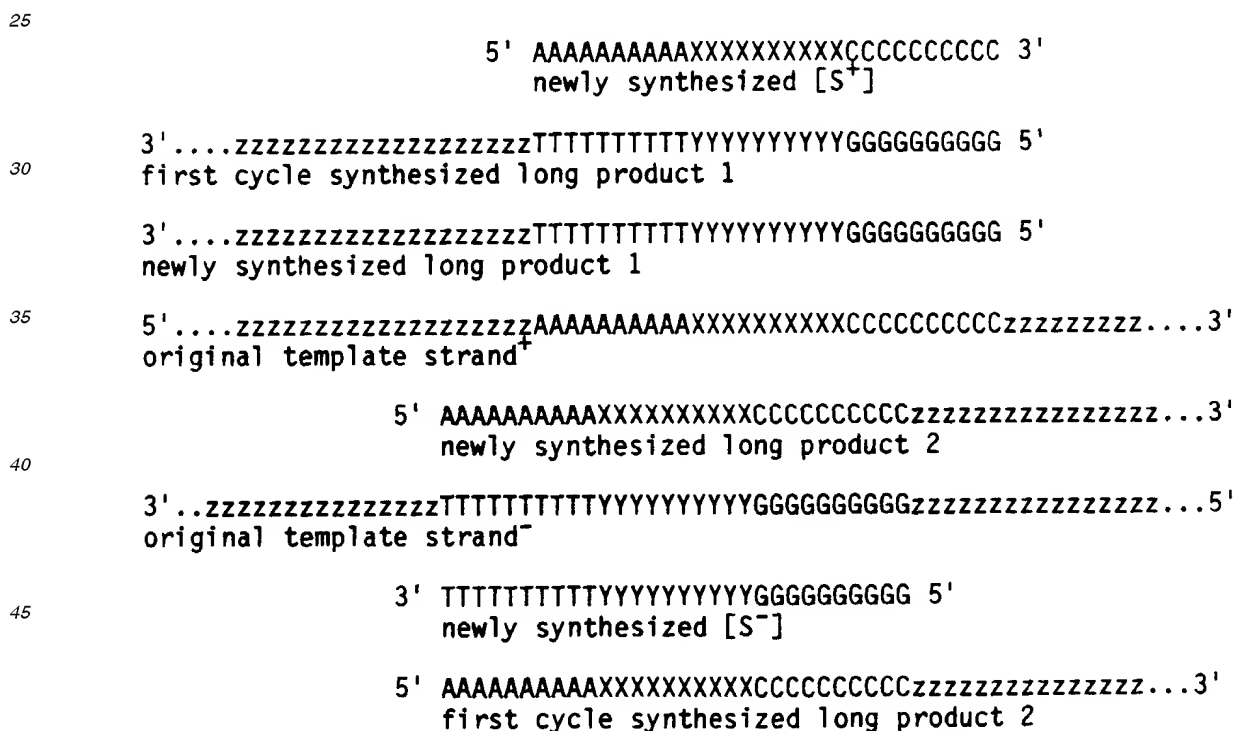 25
5' AAAAAAAAAAXXXXXXXXXXCCCCCCCCCC 3'
newly synthesized [S⁺]
3'....zzzzzzzzzzzzzzzzzzzTTTTTTTTTTYYYYYYYYYYGGGGGGGGGG 5'
30 first cycle synthesized long product 1
3'....zzzzzzzzzzzzzzzzzzzTTTTTTTTTTYYYYYYYYYYGGGGGGGGGG 5'
newly synthesized long product 1
35 5'....zzzzzzzzzzzzzzzzzzzAAAAAAAAAAXXXXXXXXXXCCCCCCCCCCzzzzzzzzz....3'
original template strand⁺
5' AAAAAAAAAAXXXXXXXXXXCCCCCCCCCCzzzzzzzzzzzzzzzz...3'
newly synthesized long product 2
40
3'..zzzzzzzzzzzzzzzTTTTTTTTTTYYYYYYYYYYGGGGGGGGGGzzzzzzzzzzzzzzzz...5'
original template strand⁻
3' TTTTTTTTTTYYYYYYYYYYGGGGGGGGGG 5'
45 newly synthesized [S⁻]
5' AAAAAAAAAAXXXXXXXXXXCCCCCCCCCCzzzzzzzzzzzzzzz...3'
first cycle synthesized long product 2